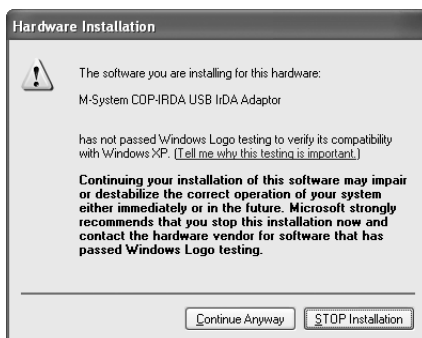 Hardware Installation
The software you are installing for this hardware:
M-System COP-IRDA USB IrDA Adaptor
has not passed Windows Logo testing to verify its compatibility
with Windows XP. (Tell me why this testing is important.)
Continuing your installation of this software may impair
or destabilize the correct operation of your system
either immediately or in the future. Microsoft strongly
recommends that you stop this installation now and
contact the hardware vendor for software that has
passed Windows Logo testing.
Continue Anyway
STOP Installation